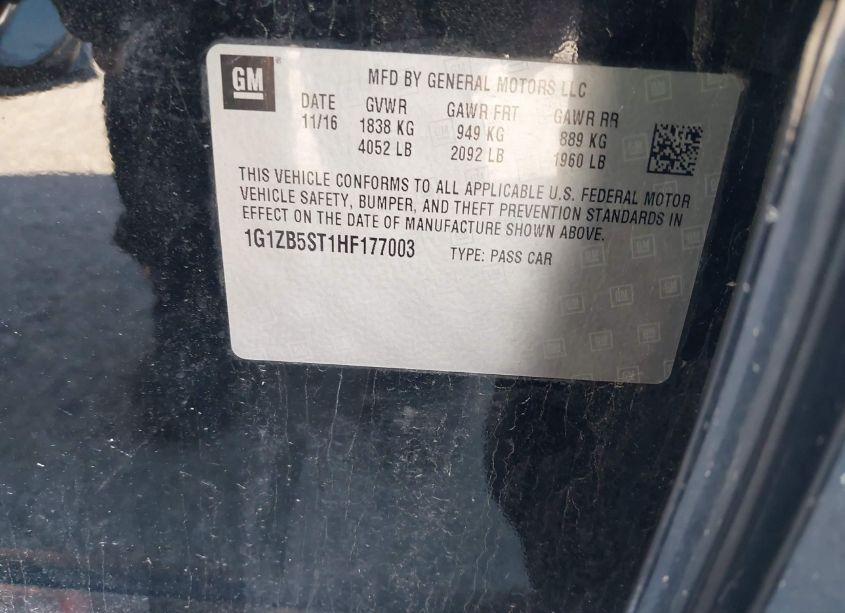 GM
MFD BY GENERAL MOTORS LLC
DATE GVWR GAWR FRT GAWR RR
11/16 1838 KG 949 KG 889 KG
4052 LB 2092 LB 1960 LB
THIS VEHICLE CONFORMS TO ALL APPLICABLE U.S. FEDERAL MOTOR
VEHICLE SAFETY, BUMPER, AND THEFT PREVENTION STANDARDS IN
EFFECT ON THE DATE OF MANUFACTURE SHOWN ABOVE.
1G1ZB5ST1HF177003 TYPE: PASS CAR